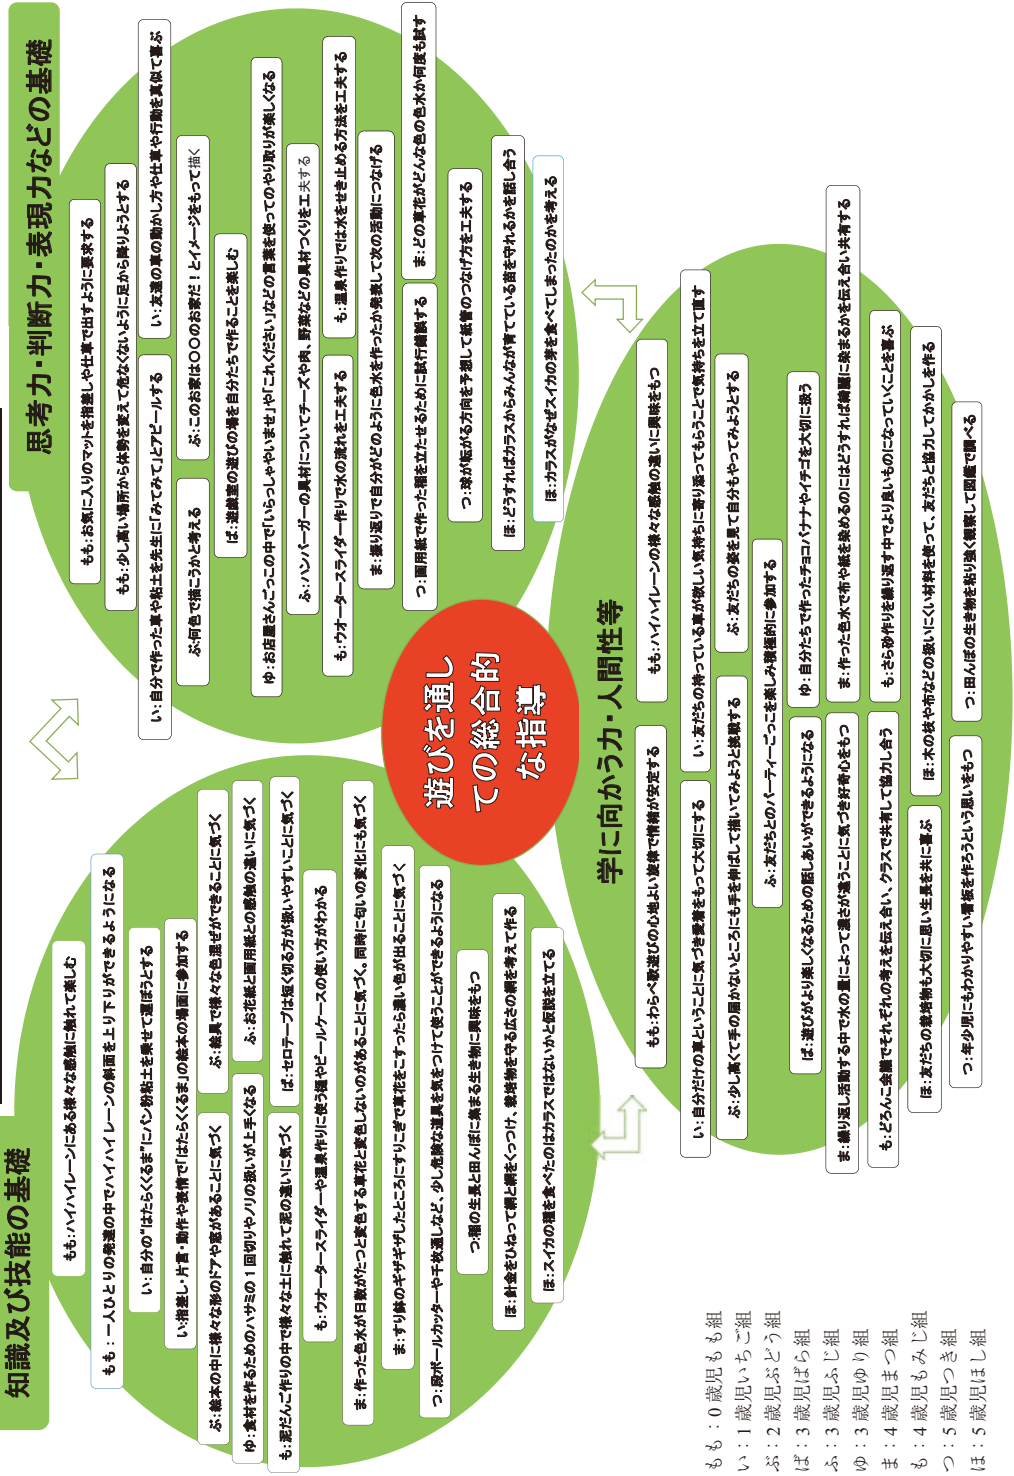 知識及び技能の基礎
もも:ハイハイレーンにある様々な感触に触れて楽しむ
もも:一人ひとりの発達の中でハイハイレーンの斜面を上り下りができるようになる
い:自分の"はたらくくるま"にパン粉粘土を乗せて運ぼうとする
い:指差し・片言・動作や表情で「はたらくくるま」の絵本の場面に参加する
ぶ:絵本の中に様々な形のドアや窓があることに気づく
ぶ:絵具で様々な色混ぜができることに気づく
ゆ:食材を作るためのハサミの1回切りやノリの扱いが上手くなる
ふ:お花紙と画用紙との感触の違いに気づく
も:泥だんご作りの中で様々な土に触れて泥の違いに気づく
ば:セロテープは短く切る方が扱いやすいことに気づく
も:ウオータースライダーや温泉作りに使う樋やビールケースの使い方がわかる
ま:作った色水が日数がたつと変色する草花と変色しないのがあることに気づく。同時に匂いの変化にも気づく
ま:すり鉢のギザギザしたところにすりこぎで草花をこすったら濃い色が出ることに気づく
つ:段ボールカッターや千枚通しなど、少し危険な道具を気をつけて使うことができるようになる
つ:稲の生長と田んぼに集まる生き物に興味をもつ
ほ:針金をひねって網と網をくっつけ、栽培物を守る広さの網を考えて作る
ほ:スイカの種を食べたのはカラスではないかと仮説を立てる
思考力・判断力・表現力などの基礎
もも:お気に入りのマットを指差しや仕草で出すように要求する
もも:少し高い場所から体勢を変えて危なくないように足から降りようとする
い:自分で作った車や粘土を先生に「みてみて」とアピールする
い:友達の車の動かし方や仕草や行動を真似て喜ぶ
ぶ:何色で描こうかと考える
ぶ:このお家は〇〇〇のお家だ!とイメージをもって描く
ば:遊戯室の遊びの場を自分たちで作ることを楽しむ
ゆ:お店屋さんごっこの中で「いらっしゃいませ」や「これください」などの言葉を使ってのやり取りが楽しくなる
ふ:ハンバーガーの具材についてチーズや肉、野菜などの具材つくりを工夫する
も:ウオータースライダー作りで水の流れを工夫する
も:温泉作りでは水をせき止める方法を工夫する
ま:振り返りで自分がどのように色水を作ったか発表して次の活動につなげる
つ:画用紙で作った稲を立たせるために試行錯誤する
ま:どの草花がどんな色の色水か何度も試す
つ:球が転がる方向を予想して紙管のつなげ方を工夫する
ほ:どうすればカラスからみんなが育てている苗を守れるかを話し合う
ほ:カラスがなぜスイカの芽を食べてしまったのかを考える
遊びを通し
ての総合的
な指導
学に向かう力・人間性等
もも:わらべ歌遊びの心地よい旋律で情緒が安定する
もも:ハイハイレーンの様々な感触の違いに興味をもつ
い:自分だけの車ということに気づき愛着をもって大切にする
い:友だちの持っている車が欲しい気持ちに寄り添ってもらうことで気持ちを立て直す
ぶ:少し高くて手の届かないところにも手を伸ばして描いてみようと挑戦する
ぶ:友だちの姿を見て自分もやってみようとする
ふ:友だちとのパーティーごっこを楽しみ積極的に参加する
ば:遊びがより楽しくなるための話しあいができるようになる
ゆ:自分たちで作ったチョコバナナやイチゴを大切に扱う
ま:繰り返し活動する中で水の量によって濃さが違うことに気づき好奇心をもつ
ま:作った色水で布や紙を染めるのにはどうすれば綺麗に染まるかを伝え合い共有する
も:どろんこ会議でそれぞれの考えを伝え合い、クラスで共有して協力し合う
も:さら砂作りを繰り返す中でより良いものになっていくことを喜ぶ
ほ:友だちの栽培物も大切に思い生長を共に喜ぶ
ほ:木の枝や布などの扱いにくい材料を使って、友だちと協力してかかしを作る
つ:年少児にもわかりやすい看板を作ろうという思いをもつ
つ:田んぼの生き物を粘り強く観察して図鑑で調べる
もも:0歳児もも組
い:1歳児いちご組
ぶ:2歳児ぶどう組
ば:3歳児ばら組
ふ:3歳児ふじ組
ゆ:3歳児ゆり組
ま:4歳児まつ組
も:4歳児もみじ組
つ:5歳児つき組
ほ:5歳児ほし組